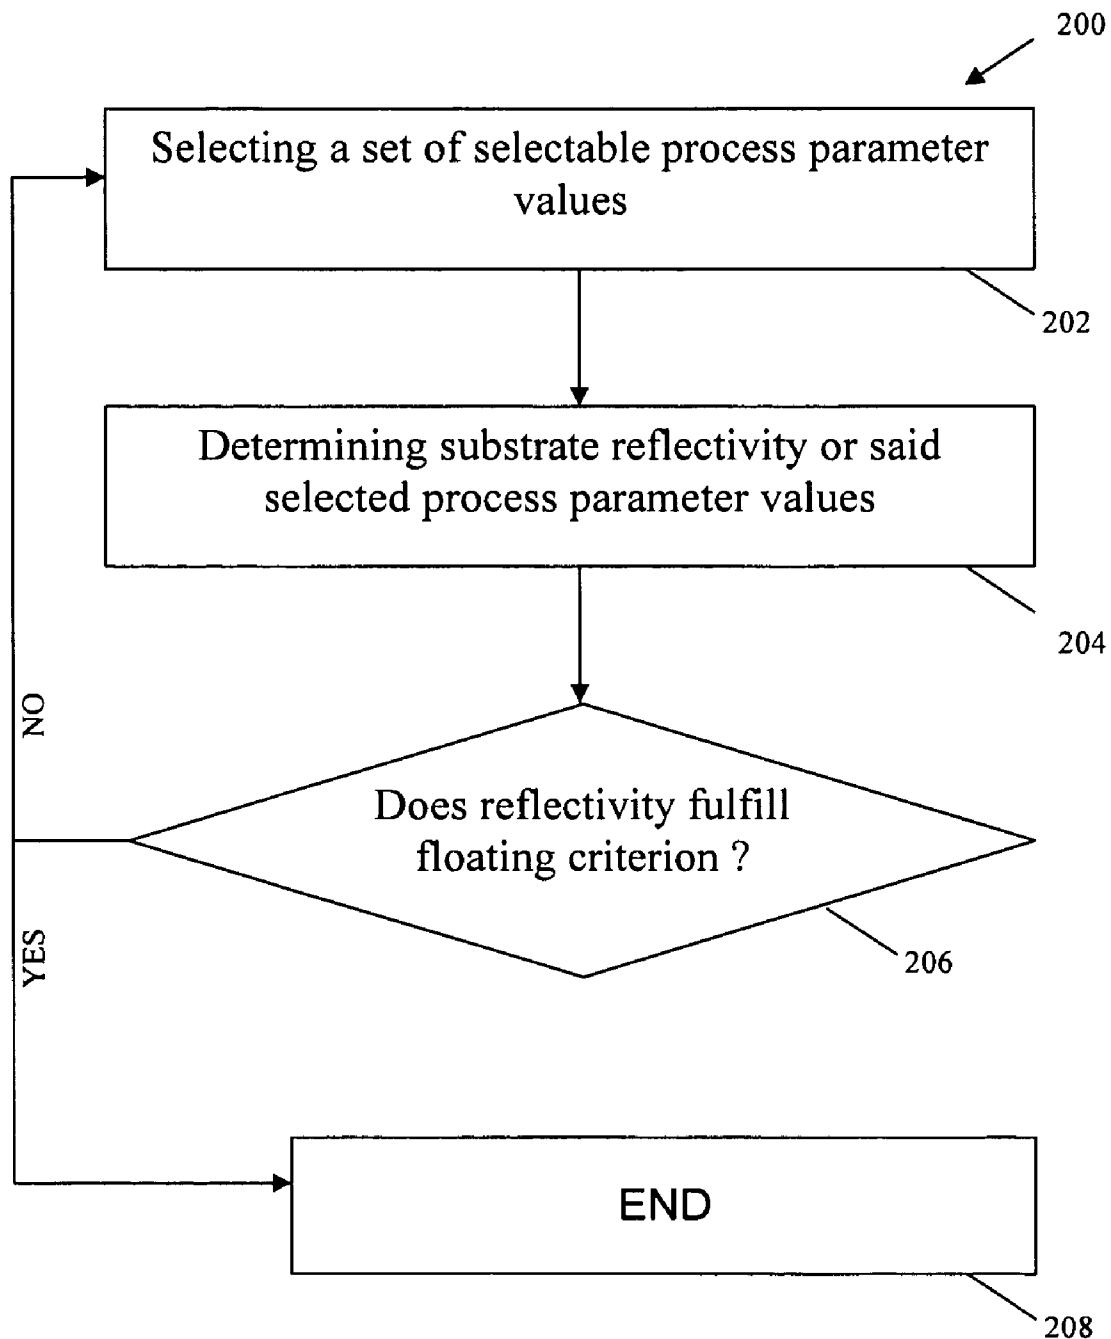 200
Selecting a set of selectable process parameter
values
202
Determining substrate reflectivity or said
selected process parameter values
204
NO
Does reflectivity fulfill
floating criterion ?
YES
206
END
208